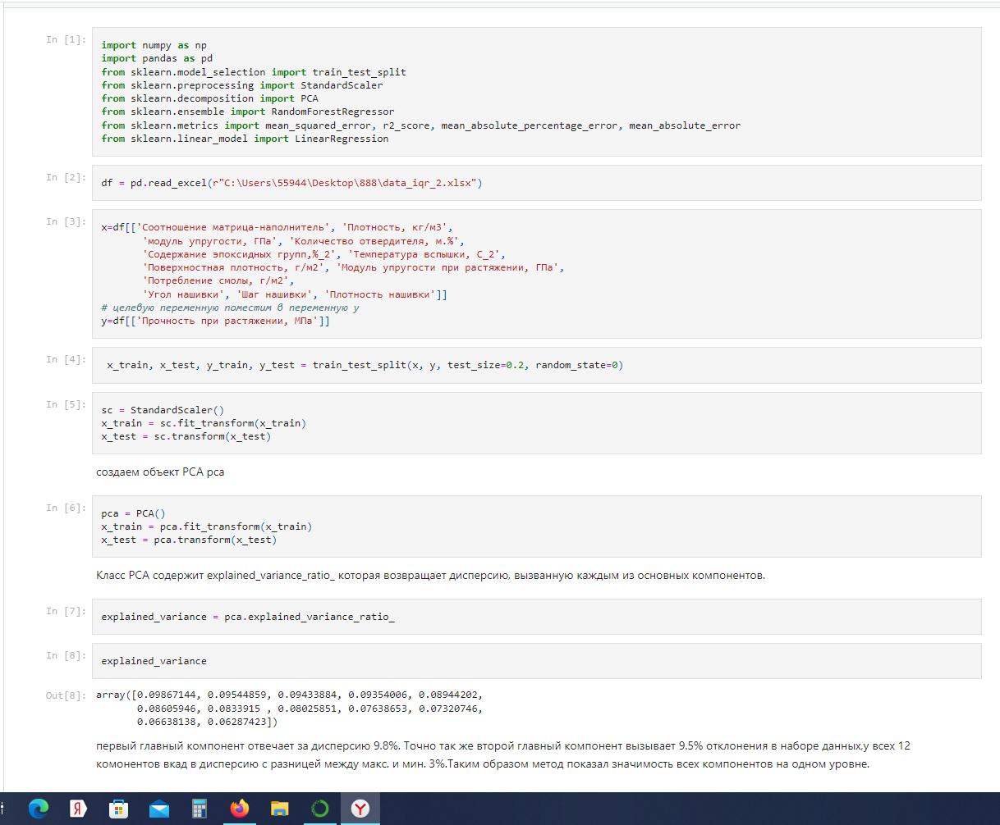 In [1]:
import numpy as np
import pandas as pd
from sklearn.model_selection import train_test_split
from sklearn.preprocessing import StandardScaler
from sklearn.decomposition import PCA
from sklearn.ensemble import RandomForestRegressor
from sklearn.metrics import mean_squared_error, r2_score, mean_absolute_percentage_error, mean_absolute_error
from sklearn.linear_model import LinearRegression
In [2]:
df = pd.read_excel(r"C:\Users\55944\Desktop\888\data_iqr_2.xlsx")
In [3]:
x=df[['Соотношение матрица-наполнитель', 'Плотность, кг/м3',
'модуль упругости, ГПа', 'Количество отвердителя, м.%',
'Содержание эпоксидных групп,%_2', 'Температура вспышки, С_2',
'Поверхностная плотность, г/м2', 'Модуль упругости при растяжении, ГПа',
'Потребление смолы, г/м2',
'Угол нашивки', 'Шаг нашивки', 'Плотность нашивки']]
# целевую переменную поместим в переменную y
y=df[['Прочность при растяжении, МПа']]
In [4]:
x_train, x_test, y_train, y_test = train_test_split(x, y, test_size=0.2, random_state=0)
In [5]:
sc = StandardScaler()
x_train = sc.fit_transform(x_train)
x_test = sc.transform(x_test)
создаем объект PCA pca
In [6]:
pca = PCA()
x_train = pca.fit_transform(x_train)
x_test = pca.transform(x_test)
Класс PCA содержит explained_variance_ratio_ которая возвращает дисперсию, вызванную каждым из основных компонентов.
In [7]:
explained_variance = pca.explained_variance_ratio_
In [8]:
explained_variance
Out[8]:
array([0.09867144, 0.09544859, 0.09433884, 0.09354006, 0.08944202,
0.08605946, 0.0833915 , 0.08025851, 0.07638653, 0.07320746,
0.06638138, 0.06287423])
первый главный компонент отвечает за дисперсию 9.8%. Точно так же второй главный компонент вызывает 9.5% отклонения в наборе данных,у всех 12
комонентов вкад в дисперсию с разницей между макс. и мин. 3%.Таким образом метод показал значимость всех компонентов на одном уровне.
Я
Y